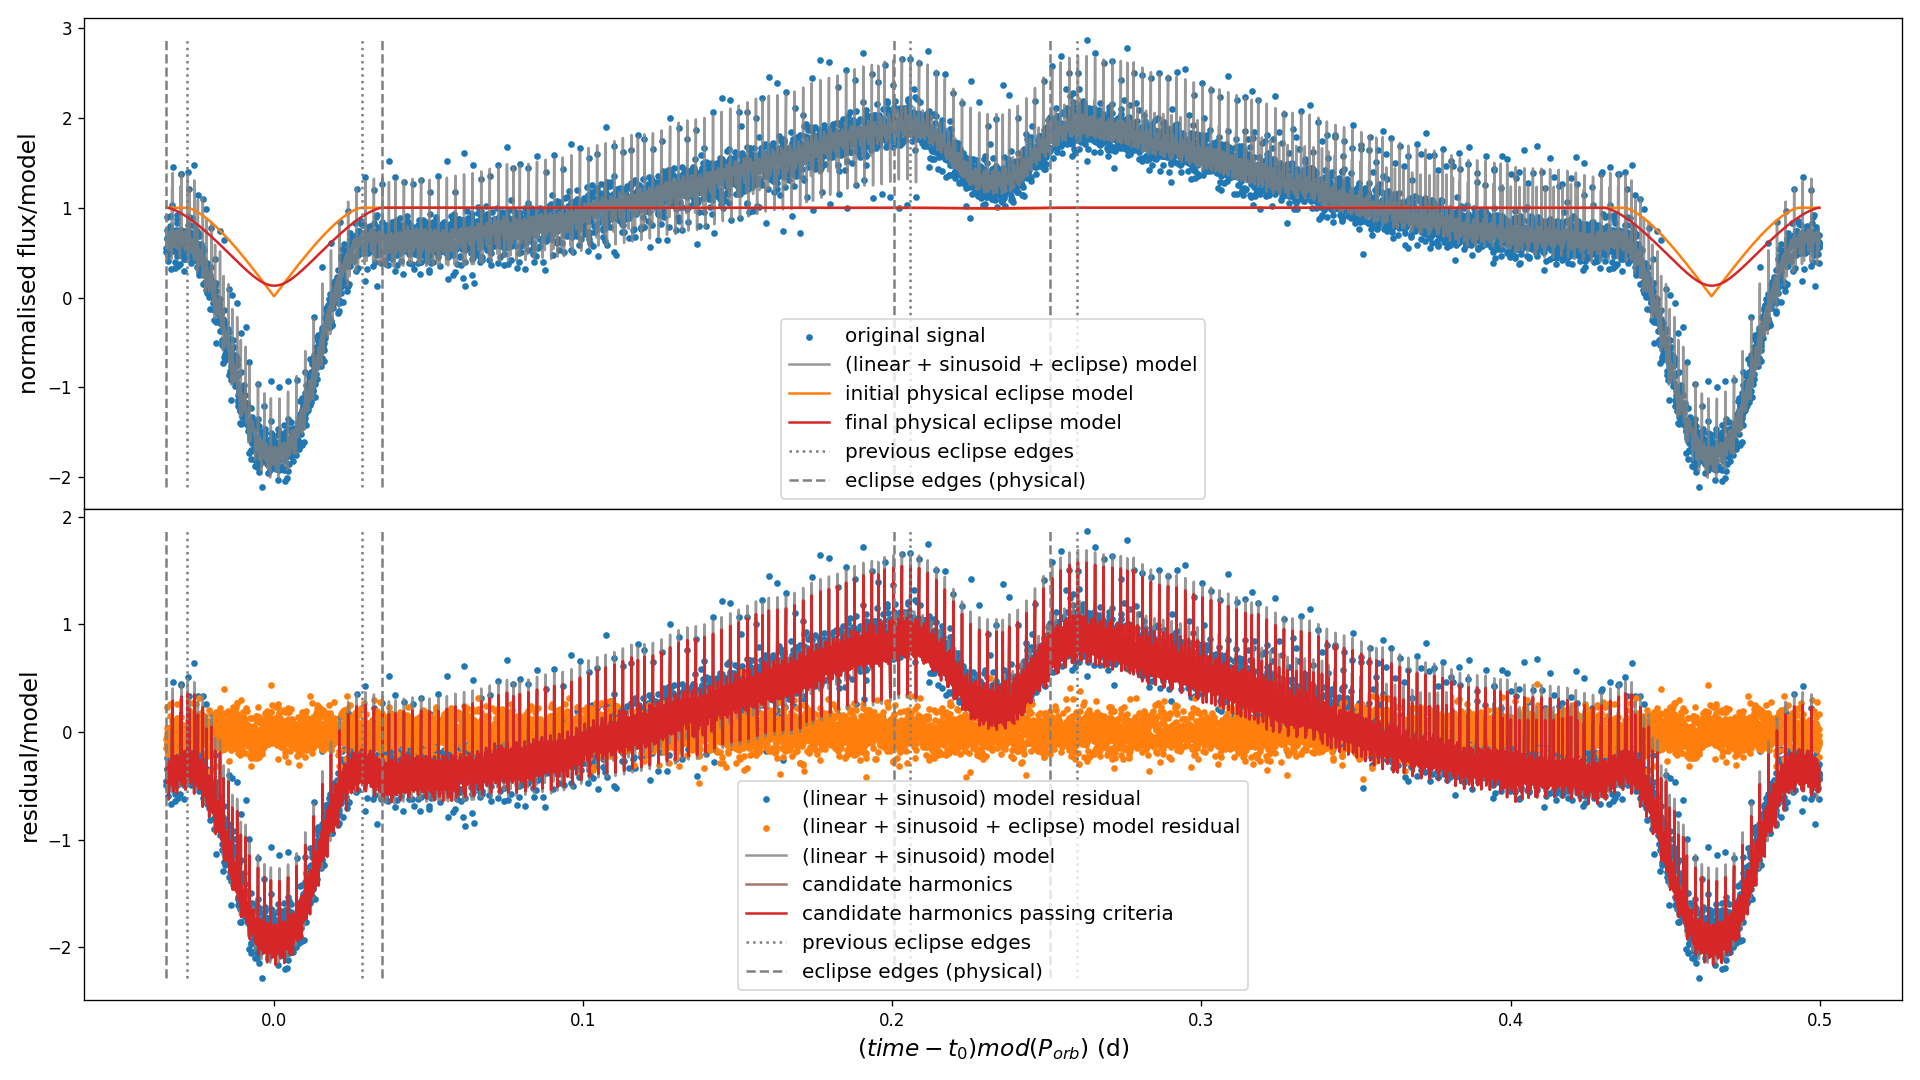 normalised flux/model
3
2
1
0
−1
−2
original signal
(linear + sinusoid + eclipse) model
initial physical eclipse model
final physical eclipse model
previous eclipse edges
eclipse edges (physical)
residual/model
2
1
0
−1
−2
(linear + sinusoid) model residual
(linear + sinusoid + eclipse) model residual
(linear + sinusoid) model
candidate harmonics
candidate harmonics passing criteria
previous eclipse edges
eclipse edges (physical)
0.0 0.1 0.2 0.3 0.4 0.5
(time − t₀)mod(Pₒᵣb) (d)